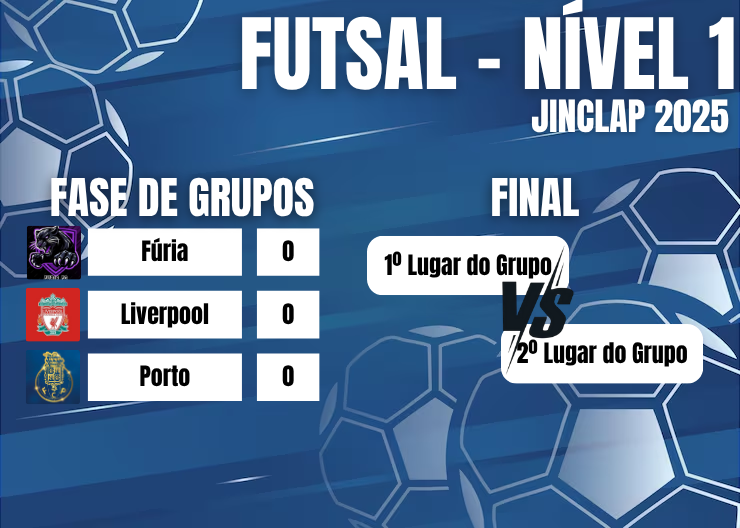 FUTSAL - NÍVEL 1
JINCLAP 2025
FASE DE GRUPOS
Fúria 0
Liverpool 0
Porto 0
FINAL
1º Lugar do Grupo
VS
2º Lugar do Grupo